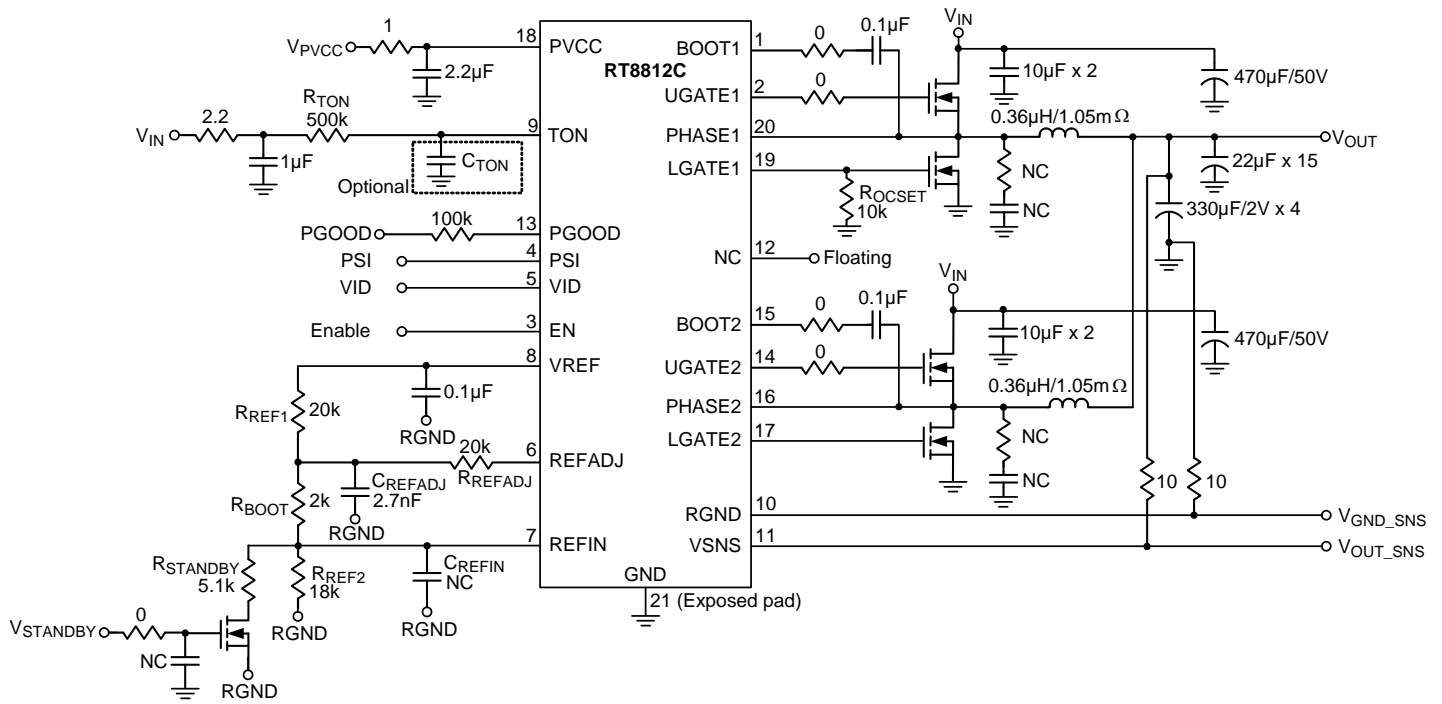 VPVCC
1
18
PVCC
2.2µF
RT8812C
VIN
2.2
RTON
500k
9
TON
1µF
CTON
Optional
PGOOD
100k
13
PGOOD
PSI
4
PSI
VID
5
VID
Enable
3
EN
8
VREF
0.1µF
RGND
RREF1
20k
6
REFADJ
20k
RREFADJ
CREFADJ
2.7nF
RGND
RBOOT
2k
7
REFIN
RSTANDBY
5.1k
RREF2
18k
RGND
CREFIN
NC
RGND
VSTANDBY
0
NC
RGND
GND
21 (Exposed pad)
BOOT1
1
0
0.1µF
VIN
10µF x 2
470µF/50V
UGATE1
2
0
PHASE1
20
0.36µH/1.05mΩ
VOUT
LGATE1
19
ROCSET
10k
NC
NC
22µF x 15
330µF/2V x 4
NC
12
Floating
VIN
BOOT2
15
0
0.1µF
10µF x 2
470µF/50V
UGATE2
14
0
PHASE2
16
0.36µH/1.05mΩ
LGATE2
17
NC
NC
10
10
RGND
10
VGND_SNS
VSNS
11
VOUT_SNS